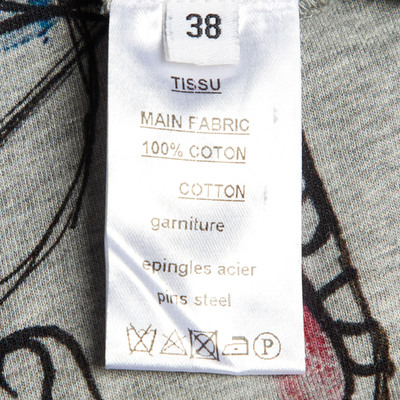 38
TISSU
MAIN FABRIC
100% COTON
COTTON
garniture
epingles acier
pins steel
P